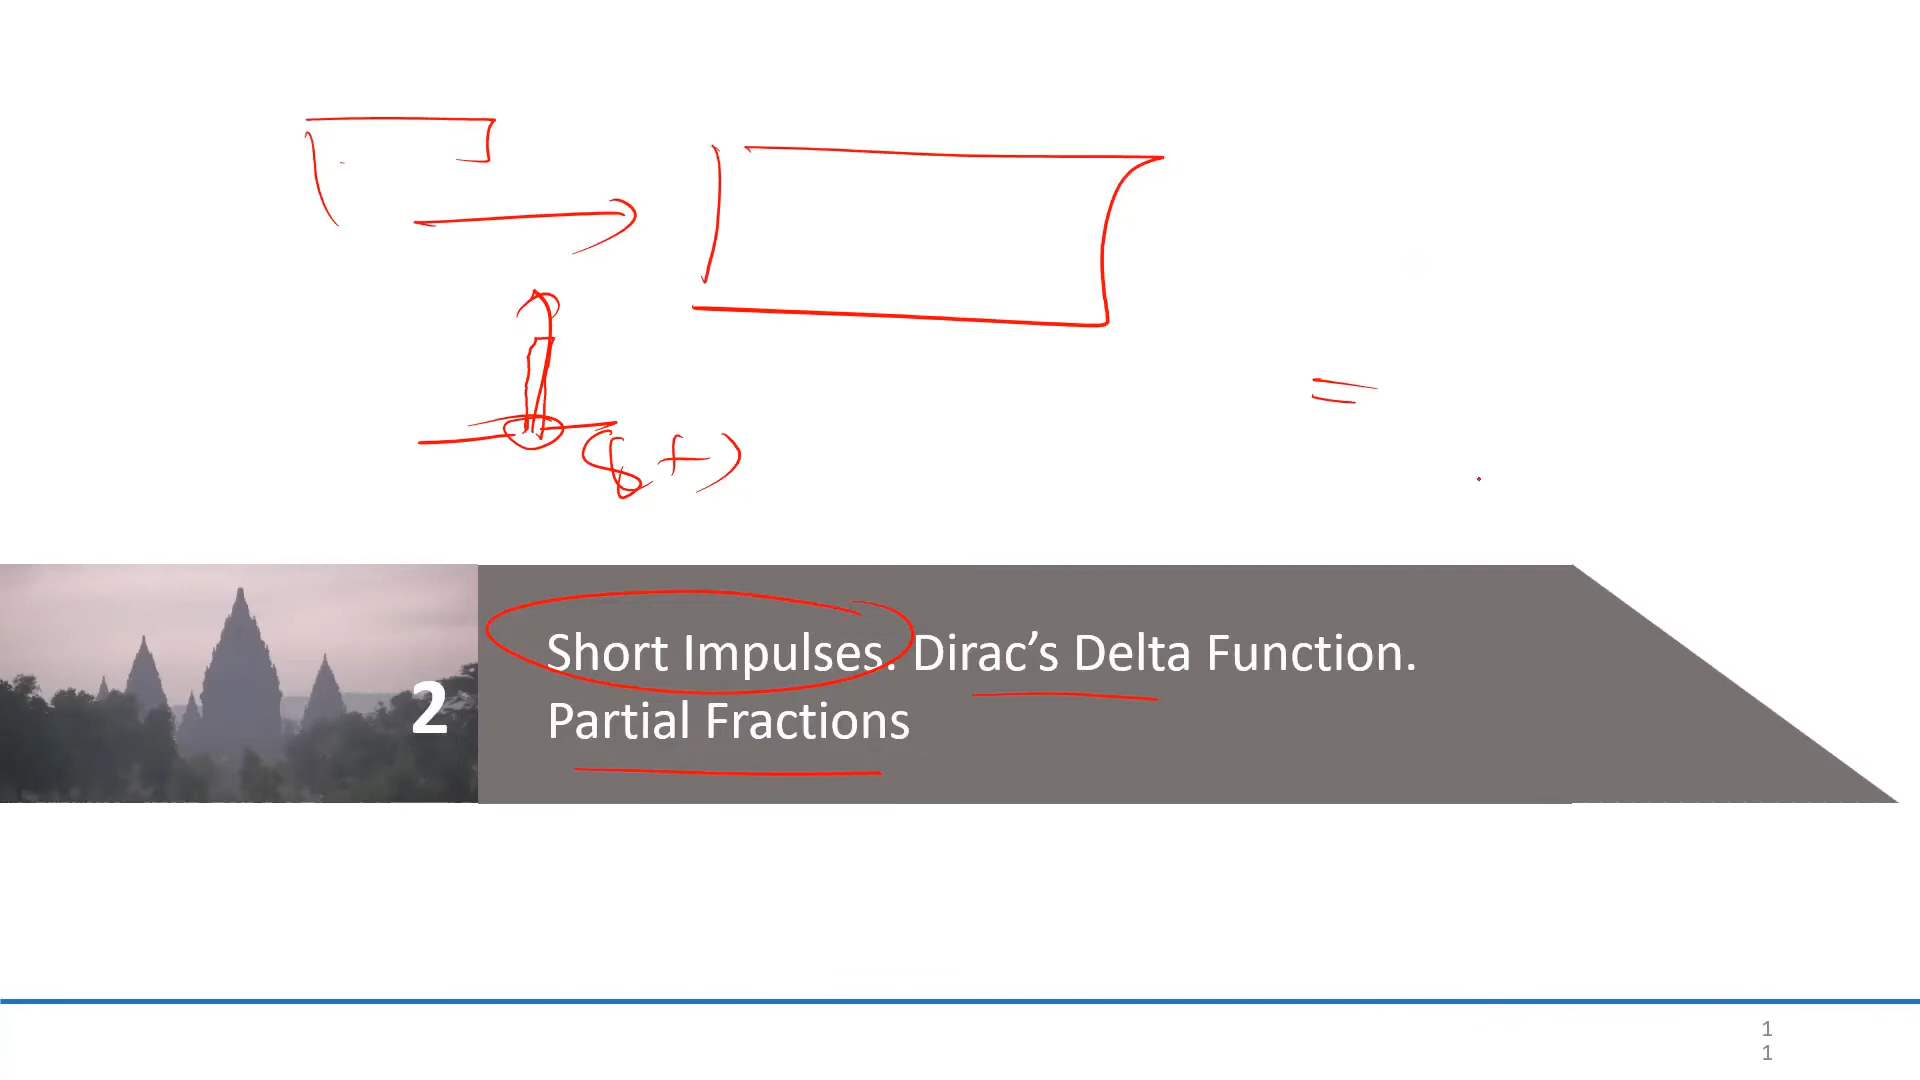 (δ t)
=
2
Short Impulses. Dirac’s Delta Function.
Partial Fractions
1
1